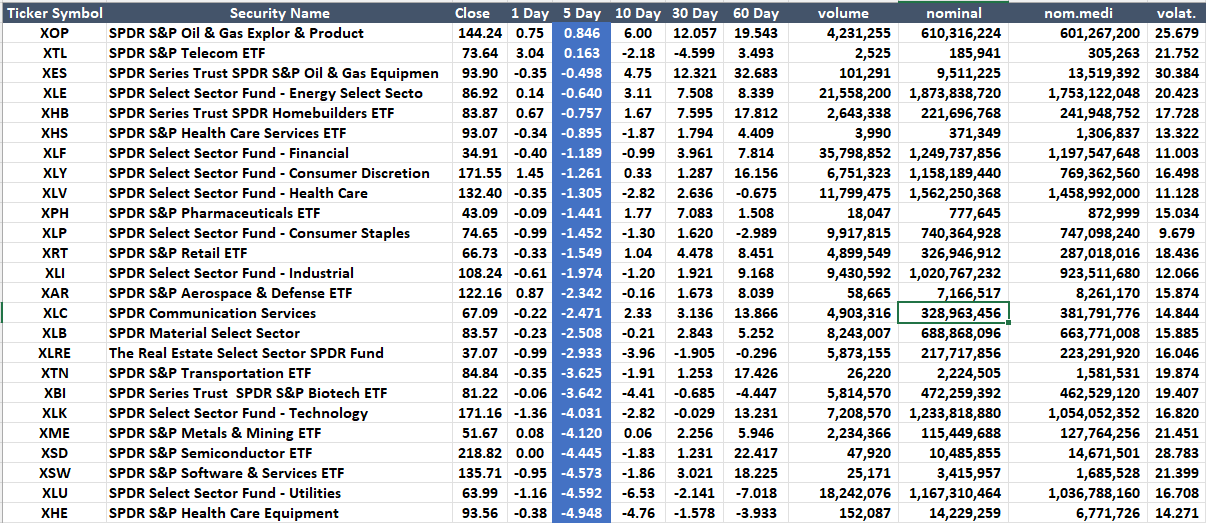 Ticker Symbol Security Name Close 1 Day 5 Day 10 Day 30 Day 60 Day volume nominal nom.medi volat.
XOP SPDR S&P Oil & Gas Explor & Product 144.24 0.75 0.846 6.00 12.057 19.543 4,231,255 610,316,224 601,267,200 25.679
XTL SPDR S&P Telecom ETF 73.64 3.04 0.163 -2.18 -4.599 3.493 2,525 185,941 305,263 21.752
XES SPDR Series Trust SPDR S&P Oil & Gas Equipmen 93.90 -0.35 -0.498 4.75 12.321 32.683 101,291 9,511,225 13,519,392 30.384
XLE SPDR Select Sector Fund - Energy Select Secto 86.92 0.14 -0.640 3.11 7.508 8.339 21,558,200 1,873,838,720 1,753,122,048 20.423
XHB SPDR Series Trust SPDR Homebuilders ETF 83.87 0.67 -0.757 1.67 7.595 17.812 2,643,338 221,696,768 241,948,752 17.728
XHS SPDR S&P Health Care Services ETF 93.07 -0.34 -0.895 -1.87 1.794 4.409 3,990 371,349 1,306,837 13.322
XLF SPDR Select Sector Fund - Financial 34.91 -0.40 -1.189 -0.99 3.961 7.814 35,798,852 1,249,737,856 1,197,547,648 11.003
XLY SPDR Select Sector Fund - Consumer Discretion 171.55 1.45 -1.261 0.33 1.287 16.156 6,751,323 1,158,189,440 769,362,560 16.498
XLV SPDR Select Sector Fund - Health Care 132.40 -0.35 -1.305 -2.82 2.636 -0.675 11,799,475 1,562,250,368 1,458,992,000 11.128
XPH SPDR S&P Pharmaceuticals ETF 43.09 -0.09 -1.441 1.77 7.083 1.508 18,047 777,645 872,999 15.034
XLP SPDR Select Sector Fund - Consumer Staples 74.65 -0.99 -1.452 -1.30 1.620 -2.989 9,917,815 740,364,928 747,098,240 9.679
XRT SPDR S&P Retail ETF 66.73 -0.33 -1.549 1.04 4.478 8.451 4,899,549 326,946,912 287,018,016 18.436
XLI SPDR Select Sector Fund - Industrial 108.24 -0.61 -1.974 -1.20 1.921 9.168 9,430,592 1,020,767,232 923,511,680 12.066
XAR SPDR S&P Aerospace & Defense ETF 122.16 0.87 -2.342 -0.16 1.673 8.039 58,665 7,166,517 8,261,170 15.874
XLC SPDR Communication Services 67.09 -0.22 -2.471 2.33 3.136 13.866 4,903,316 328,963,456 381,791,776 14.844
XLB SPDR Material Select Sector 83.57 -0.23 -2.508 -0.21 2.843 5.252 8,243,007 688,868,096 663,771,008 15.885
XLRE The Real Estate Select Sector SPDR Fund 37.07 -0.99 -2.933 -3.96 -1.905 -0.296 5,873,155 217,717,856 223,291,920 16.046
XTN SPDR S&P Transportation ETF 84.84 -0.35 -3.625 -1.91 1.253 17.426 26,220 2,224,505 1,581,531 19.874
XBI SPDR Series Trust  SPDR S&P Biotech ETF 81.22 -0.06 -3.642 -4.41 -0.685 -4.447 5,814,570 472,259,392 462,529,120 19.407
XLK SPDR Select Sector Fund - Technology 171.16 -1.36 -4.031 -2.82 -0.029 13.231 7,208,570 1,233,818,880 1,054,052,352 16.820
XME SPDR S&P Metals & Mining ETF 51.67 0.08 -4.120 0.06 2.256 5.946 2,234,366 115,449,688 127,764,256 21.451
XSD SPDR S&P Semiconductor ETF 218.82 0.00 -4.445 -1.83 1.231 22.417 47,920 10,485,855 14,671,501 28.783
XSW SPDR S&P Software & Services ETF 135.71 -0.95 -4.573 -1.86 3.021 18.225 25,171 3,415,957 1,685,528 21.399
XLU SPDR Select Sector Fund - Utilities 63.99 -1.16 -4.592 -6.53 -2.141 -7.018 18,242,076 1,167,310,464 1,036,788,160 16.708
XHE SPDR S&P Health Care Equipment 93.56 -0.38 -4.948 -4.76 -1.578 -3.933 152,087 14,229,259 6,771,726 14.271